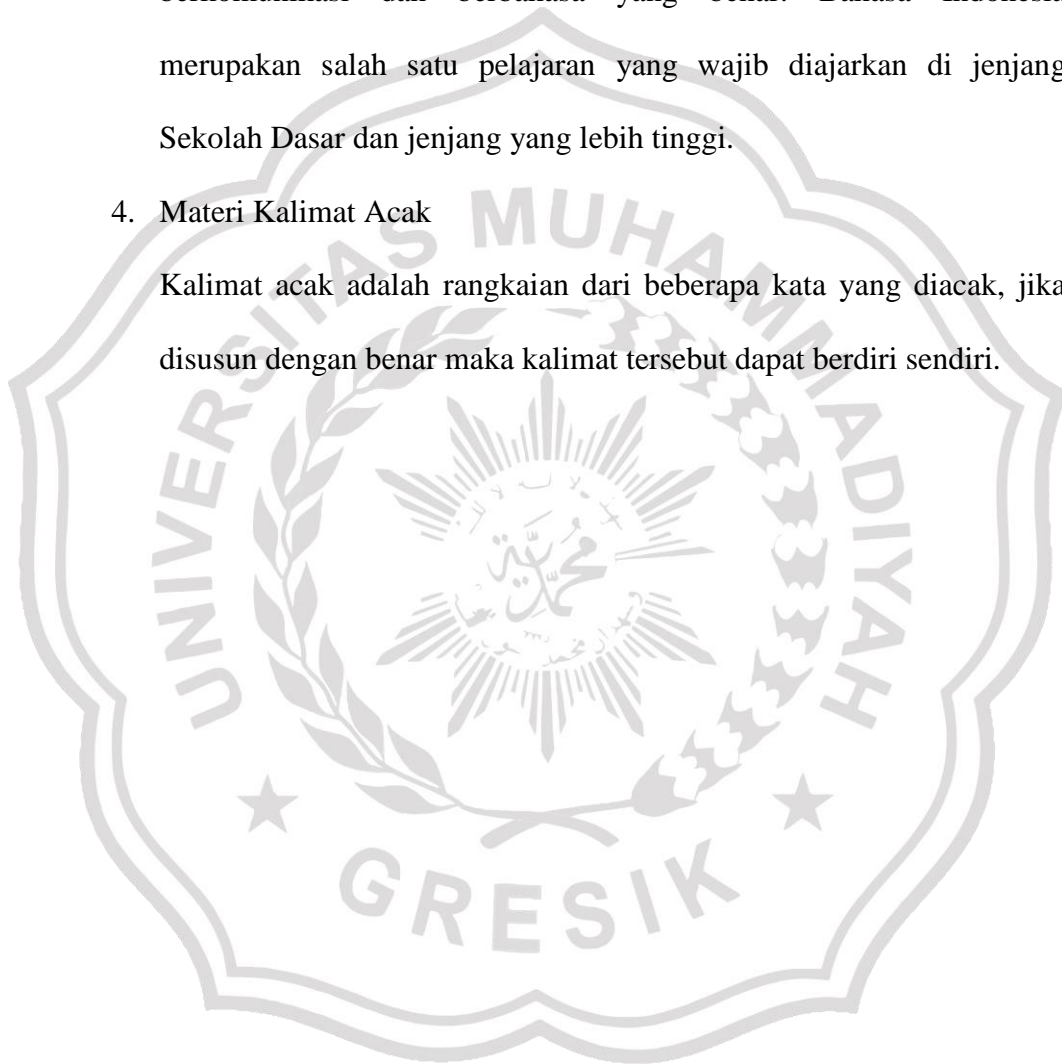 merupakan salah satu pelajaran yang wajib diajarkan di jenjang
Sekolah Dasar dan jenjang yang lebih tinggi.
4. Materi Kalimat Acak
Kalimat acak adalah rangkaian dari beberapa kata yang diacak, jika
disusun dengan benar maka kalimat tersebut dapat berdiri sendiri.
UNIVERSITAS MUHAMMADIYAH
GRESIK